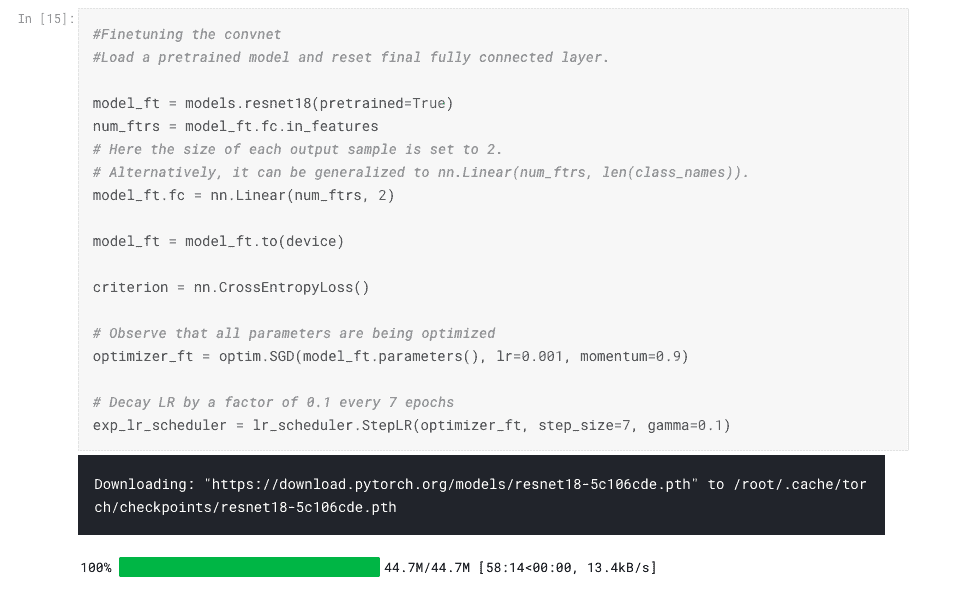 In [15]:
#Finetuning the convnet
#Load a pretrained model and reset final fully connected layer.
model_ft = models.resnet18(pretrained=True)
num_ftrs = model_ft.fc.in_features
# Here the size of each output sample is set to 2.
# Alternatively, it can be generalized to nn.Linear(num_ftrs, len(class_names)).
model_ft.fc = nn.Linear(num_ftrs, 2)
model_ft = model_ft.to(device)
criterion = nn.CrossEntropyLoss()
# Observe that all parameters are being optimized
optimizer_ft = optim.SGD(model_ft.parameters(), lr=0.001, momentum=0.9)
# Decay LR by a factor of 0.1 every 7 epochs
exp_lr_scheduler = lr_scheduler.StepLR(optimizer_ft, step_size=7, gamma=0.1)
Downloading: "https://download.pytorch.org/models/resnet18-5c106cde.pth" to /root/.cache/tor
ch/checkpoints/resnet18-5c106cde.pth
100% 44.7M/44.7M [58:14<00:00, 13.4kB/s]